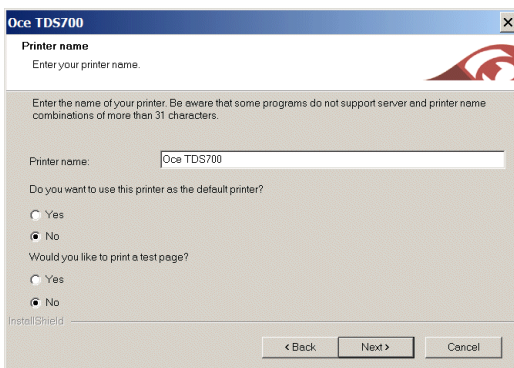 Oce TDS700
Printer name
Enter your printer name.
Enter the name of your printer. Be aware that some programs do not support server and printer name
combinations of more than 31 characters.
Printer name: Oce TDS700
Do you want to use this printer as the default printer?
Yes
No
Would you like to print a test page?
Yes
No
InstallShield
< Back Next > Cancel